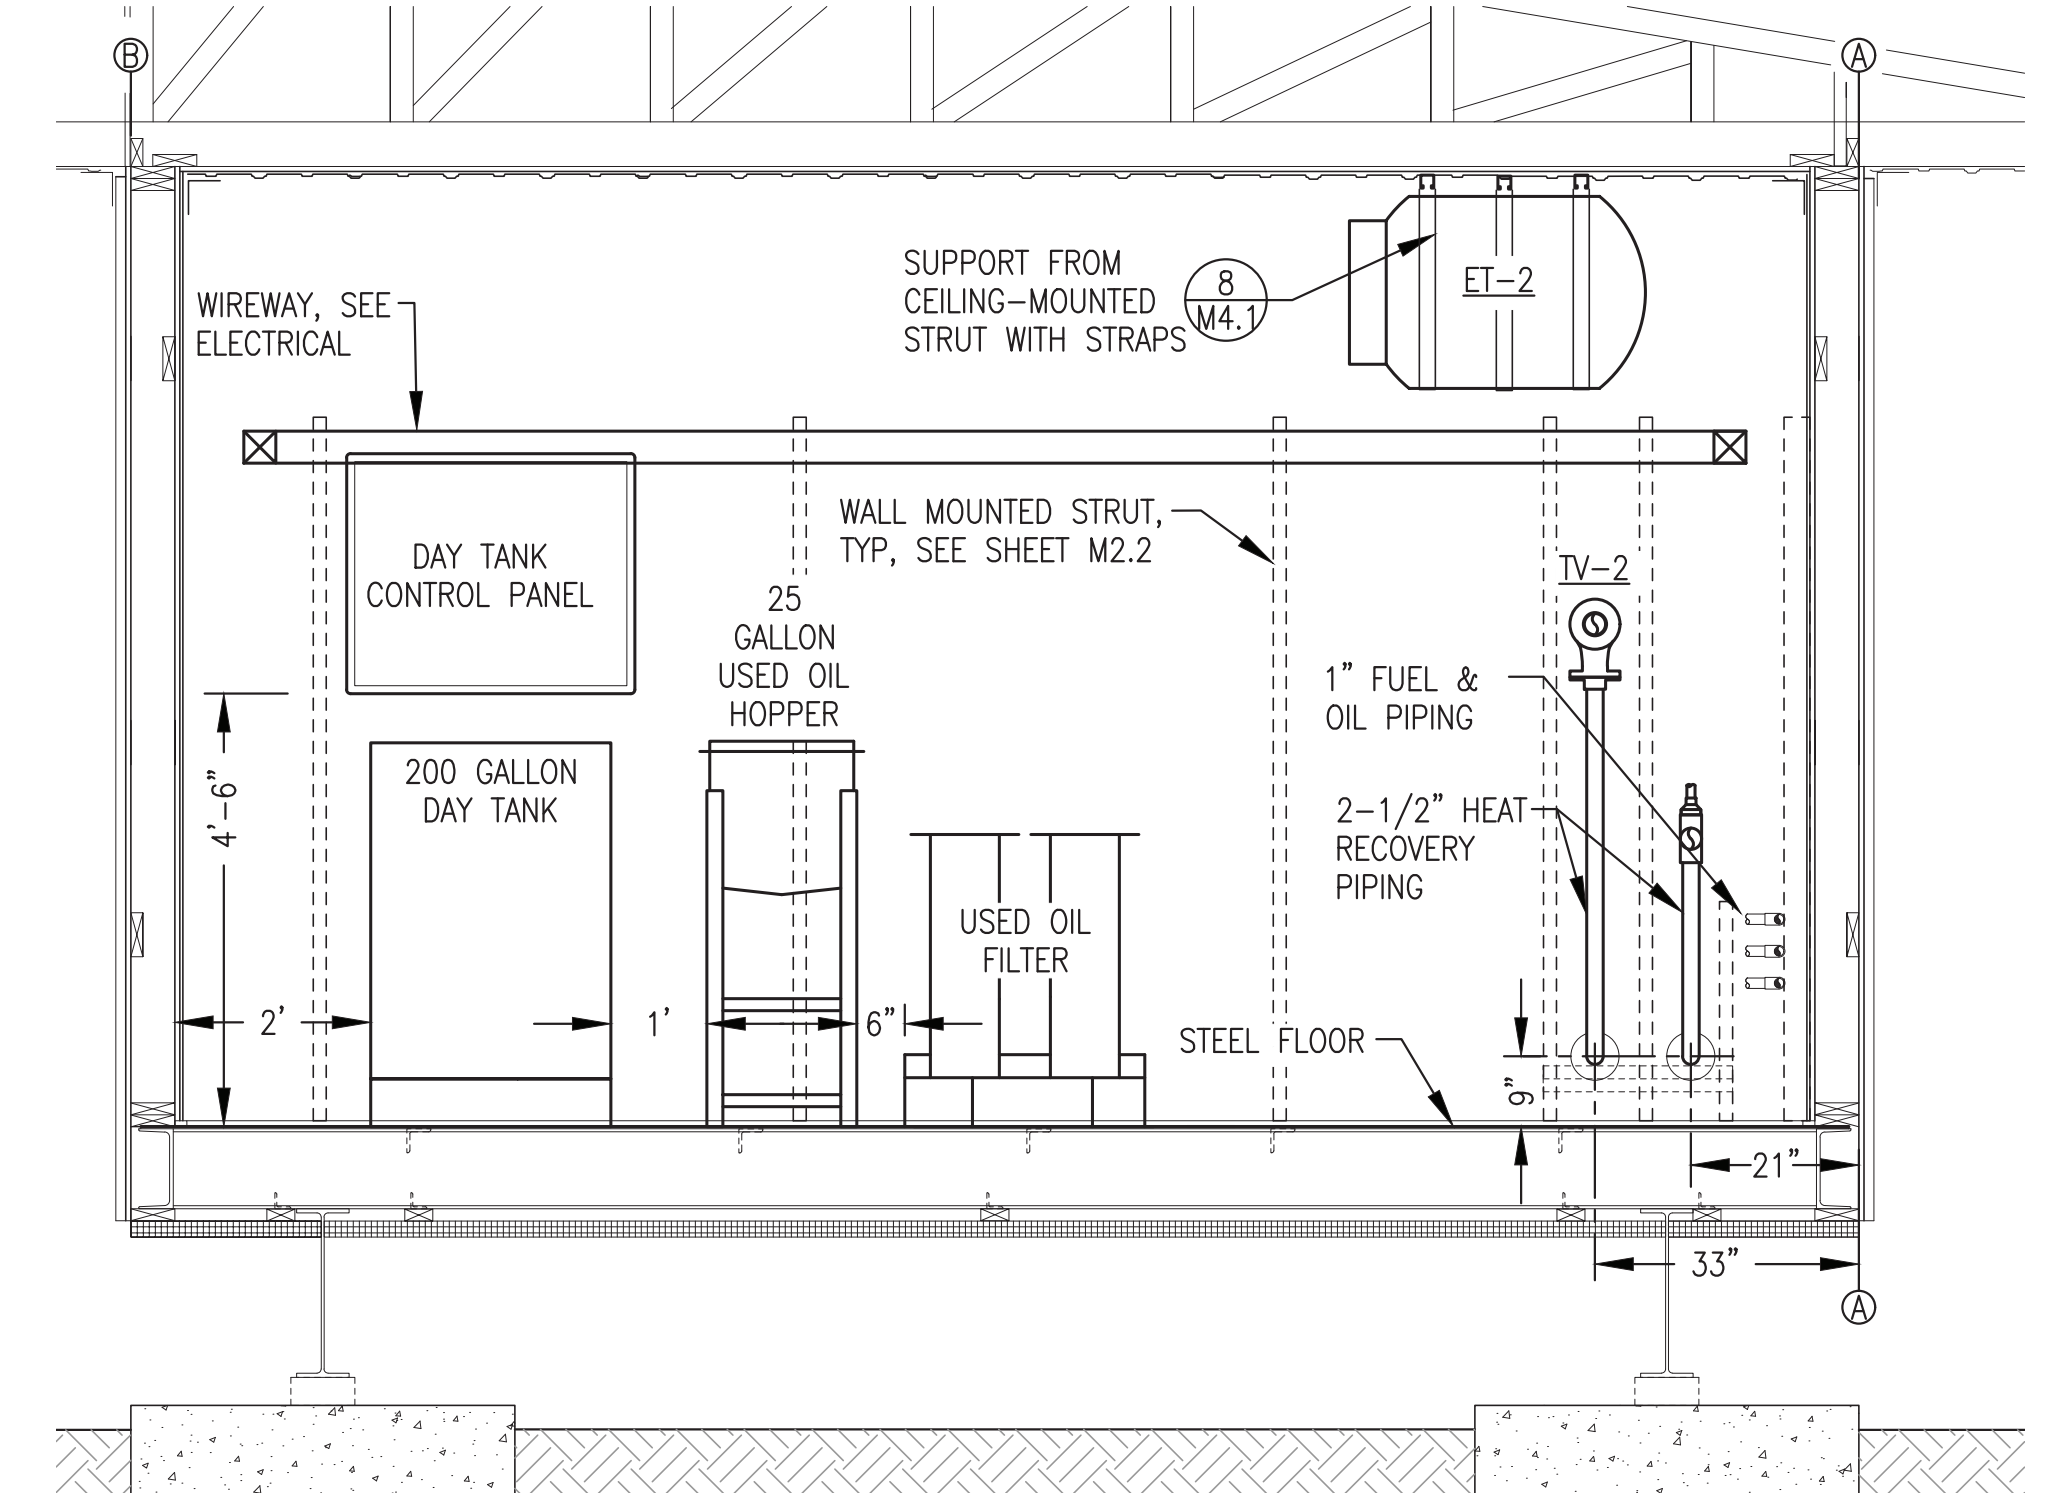 B
A
SUPPORT FROM
CEILING-MOUNTED
STRUT WITH STRAPS
8
M4.1
ET-2
WIREWAY, SEE
ELECTRICAL
WALL MOUNTED STRUT,
TYP, SEE SHEET M2.2
DAY TANK
CONTROL PANEL
TV-2
25
GALLON
USED OIL
HOPPER
1" FUEL &
OIL PIPING
200 GALLON
DAY TANK
4'-6"
2-1/2" HEAT
RECOVERY
PIPING
USED OIL
FILTER
2'
1'
6"
STEEL FLOOR
9"
21"
33"
A